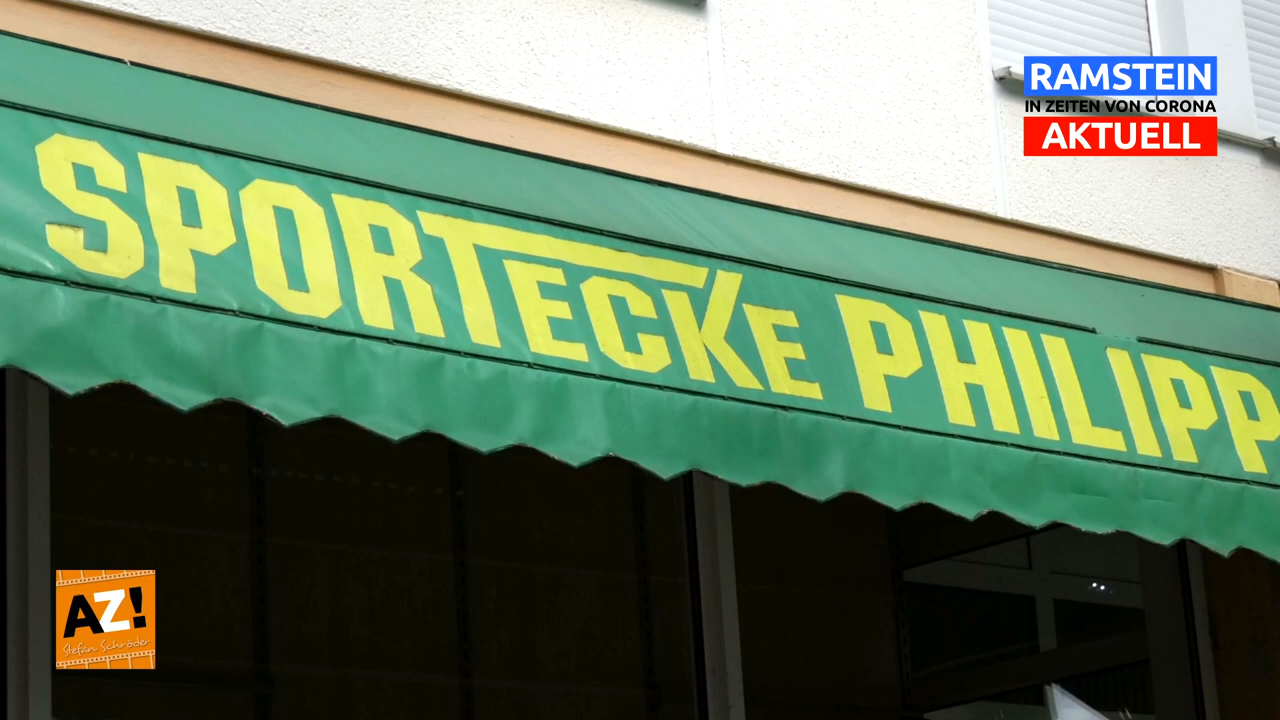 RAMSTEIN
IN ZEITEN VON CORONA
AKTUELL
SPORTECKE PHILIPP
AZ!
Stefan Schröder